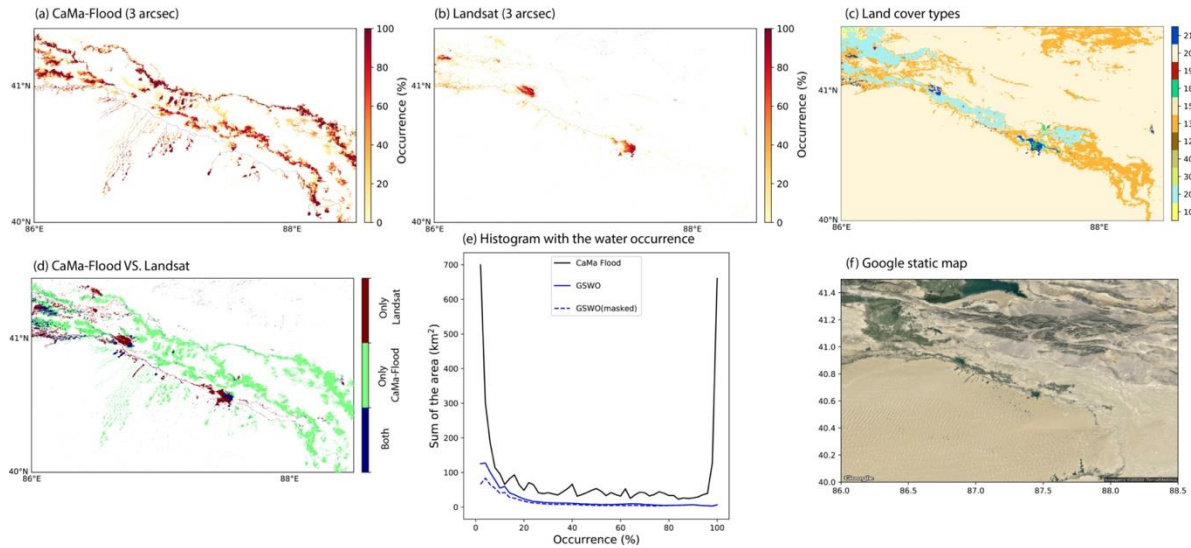 (a) CaMa-Flood (3 arcsec)
41°N
40°N
86°E
88°E
100
80
60
40
20
0
Occurrence (%)
(b) Landsat (3 arcsec)
41°N
40°N
86°E
88°E
100
80
60
40
20
0
Occurrence (%)
(c) Land cover types
41°N
40°N
86°E
88°E
21
20
19
18
15
13
12
40
30
20
10
(d) CaMa-Flood VS. Landsat
41°N
40°N
86°E
88°E
Only
Landsat
Only
CaMa-Flood
Both
(e) Histogram with the water occurrence
CaMa Flood
GSWO
GSWO(masked)
700
600
500
400
300
200
100
0
Sum of the area (km²)
0
20
40
60
80
100
Occurrence (%)
(f) Google static map
41.4
41.2
41.0
40.8
40.6
40.4
40.2
40.0
86.0
86.5
87.0
87.5
88.0
88.5
Google